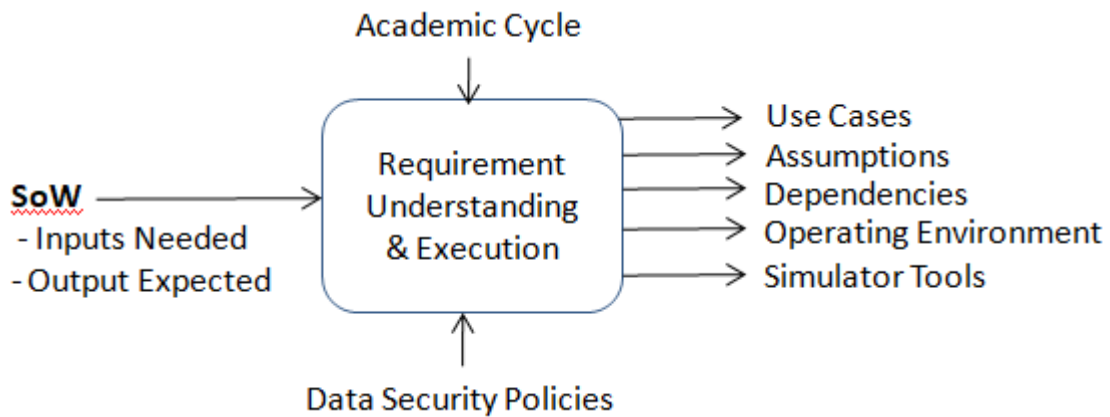 Academic Cycle
Requirement
Understanding
& Execution
SoW
- Inputs Needed
- Output Expected
Use Cases
Assumptions
Dependencies
Operating Environment
Simulator Tools
Data Security Policies